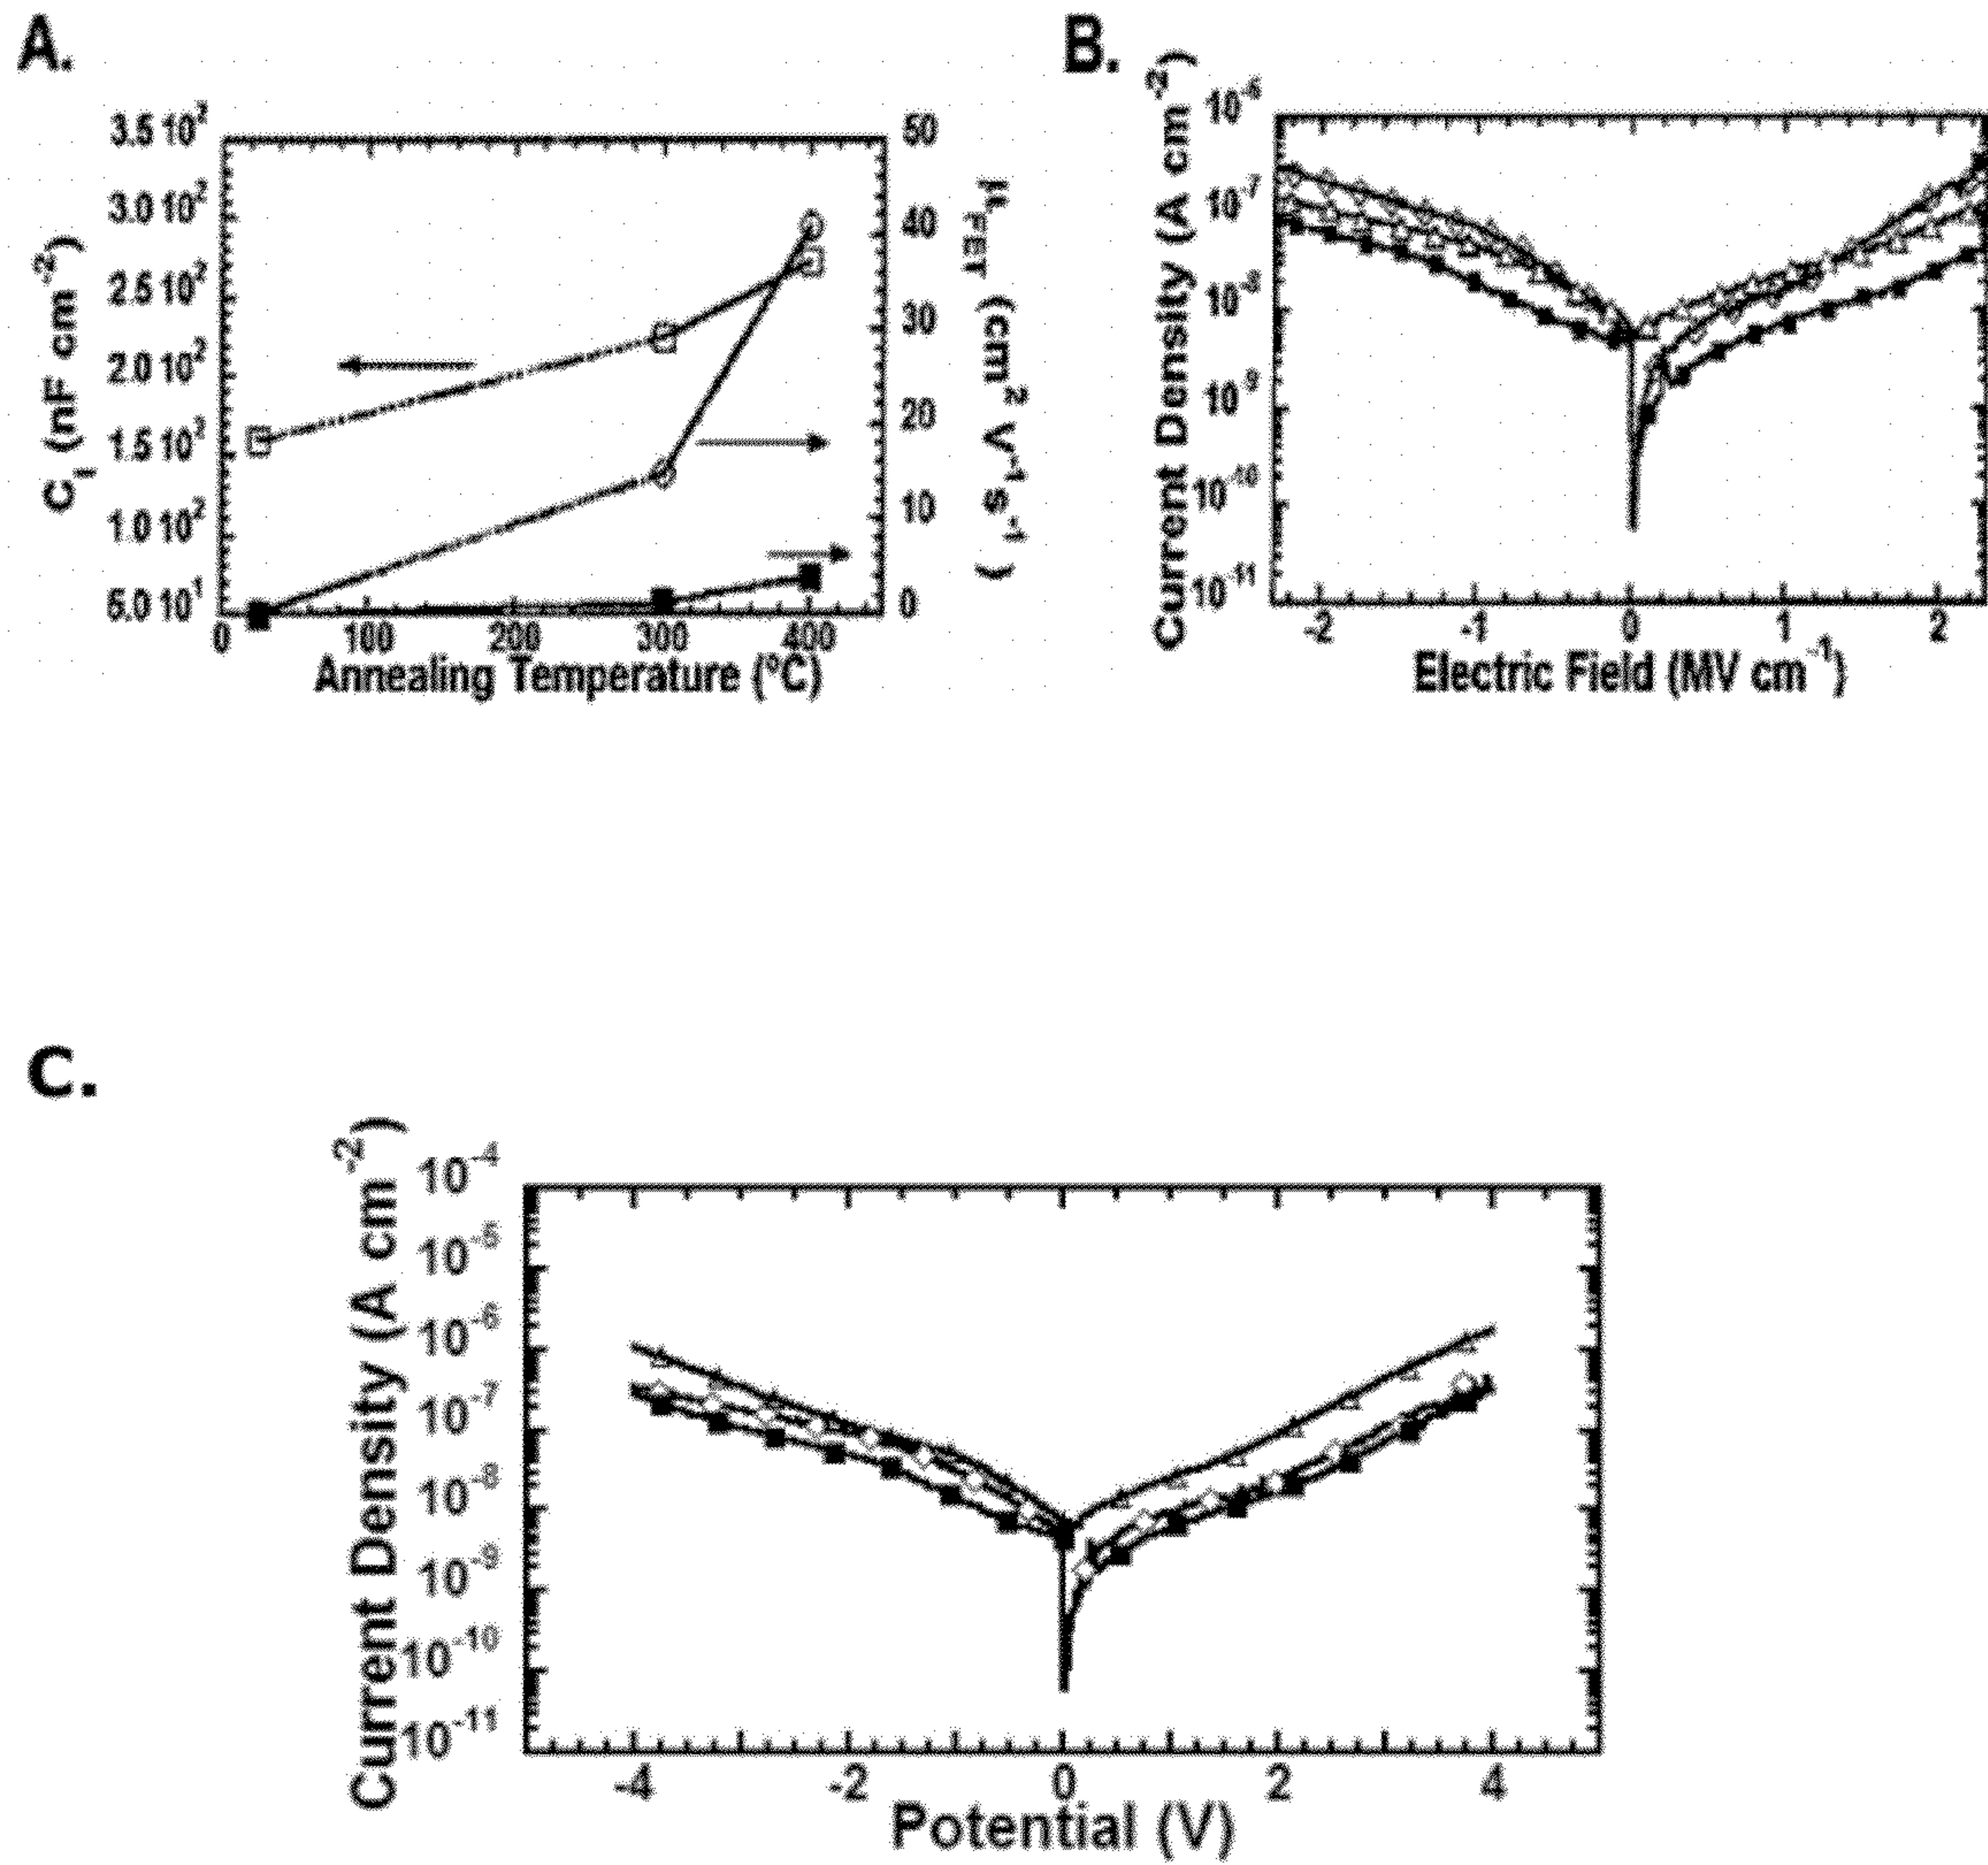 A.
3.5 10²
3.0 10²
2.5 10²
2.0 10²
1.5 10²
1.0 10²
5.0 10¹
C_I (nF cm⁻²)
50
40
30
20
10
0
μ_FET (cm² V⁻¹s⁻¹)
0 100 200 300 400
Annealing Temperature (ºC)
B.
Current Density (A cm⁻²)
10⁻⁶
10⁻⁷
10⁻⁸
10⁻⁹
10⁻¹⁰
10⁻¹¹
-2 -1 0 1 2
Electric Field (MV cm⁻¹)
C.
Current Density (A cm⁻²)
10⁻⁴
10⁻⁵
10⁻⁶
10⁻⁷
10⁻⁸
10⁻⁹
10⁻¹⁰
10⁻¹¹
-4 -2 0 2 4
Potential (V)